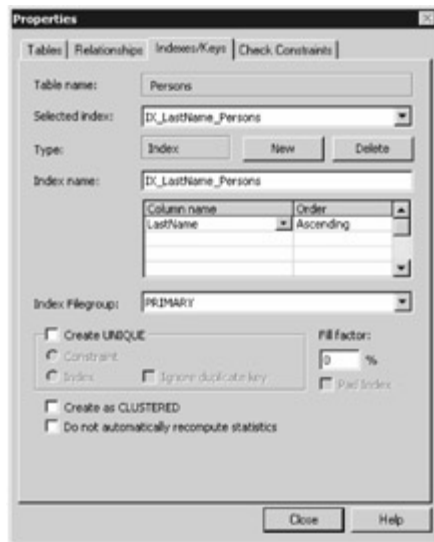 Properties
Tables Relationships Indexes/Keys Check Constraints
Table name: Persons
Selected index: IX_LastName_Persons
Type: Index New Delete
Index name: IX_LastName_Persons
Column name Order
LastName Ascending
Index Filegroup: PRIMARY
Create UNIQUE
Constraint
Index Ignore duplicate key
Fill factor:
0 %
Pad Index
Create as CLUSTERED
Do not automatically recompute statistics
Close Help